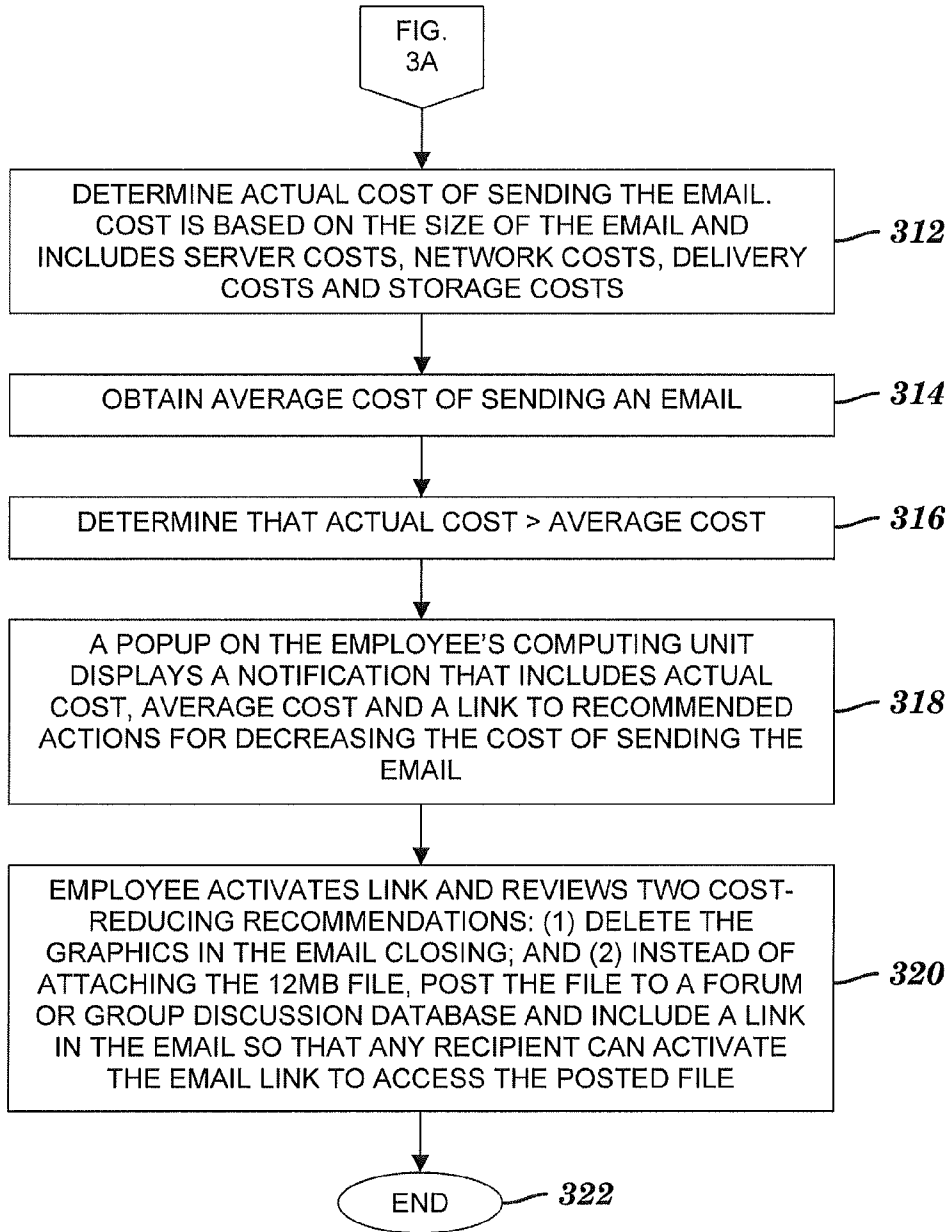 FIG.
3A
DETERMINE ACTUAL COST OF SENDING THE EMAIL.
COST IS BASED ON THE SIZE OF THE EMAIL AND
INCLUDES SERVER COSTS, NETWORK COSTS, DELIVERY
COSTS AND STORAGE COSTS
312
OBTAIN AVERAGE COST OF SENDING AN EMAIL
314
DETERMINE THAT ACTUAL COST > AVERAGE COST
316
A POPUP ON THE EMPLOYEE'S COMPUTING UNIT
DISPLAYS A NOTIFICATION THAT INCLUDES ACTUAL
COST, AVERAGE COST AND A LINK TO RECOMMENDED
ACTIONS FOR DECREASING THE COST OF SENDING THE
EMAIL
318
EMPLOYEE ACTIVATES LINK AND REVIEWS TWO COST-
REDUCING RECOMMENDATIONS: (1) DELETE THE
GRAPHICS IN THE EMAIL CLOSING; AND (2) INSTEAD OF
ATTACHING THE 12MB FILE, POST THE FILE TO A FORUM
OR GROUP DISCUSSION DATABASE AND INCLUDE A LINK
IN THE EMAIL SO THAT ANY RECIPIENT CAN ACTIVATE
THE EMAIL LINK TO ACCESS THE POSTED FILE
320
END
322